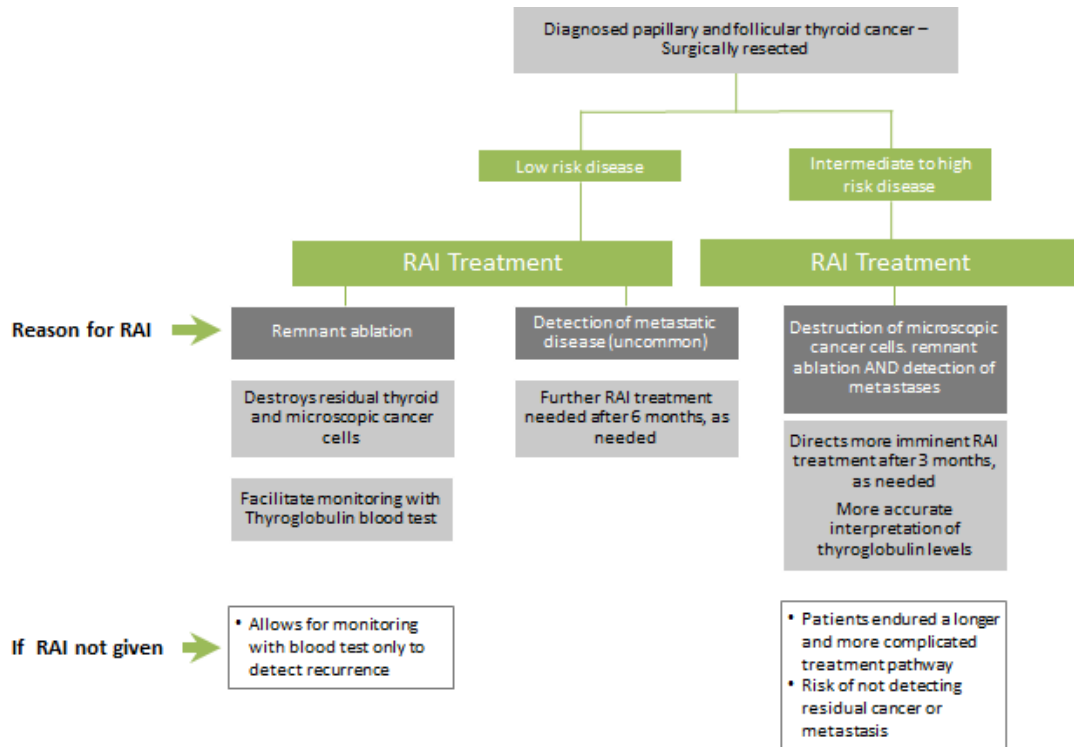 Diagnosed papillary and follicular thyroid cancer –
Surgically resected
Low risk disease
Intermediate to high
risk disease
RAI Treatment
RAI Treatment
Reason for RAI
Remnant ablation
Detection of metastatic
disease (uncommon)
Destruction of microscopic
cancer cells. remnant
ablation AND detection of
metastases
Destroys residual thyroid
and microscopic cancer
cells
Further RAI treatment
needed after 6 months, as
needed
Directs more imminent RAI
treatment after 3 months,
as needed
More accurate
interpretation of
thyroglobulin levels
Facilitate monitoring with
Thyroglobulin blood test
If RAI not given
• Allows for monitoring
with blood test only to
detect recurrence
• Patients endured a longer
and more complicated
treatment pathway
• Risk of not detecting
residual cancer or
metastasis